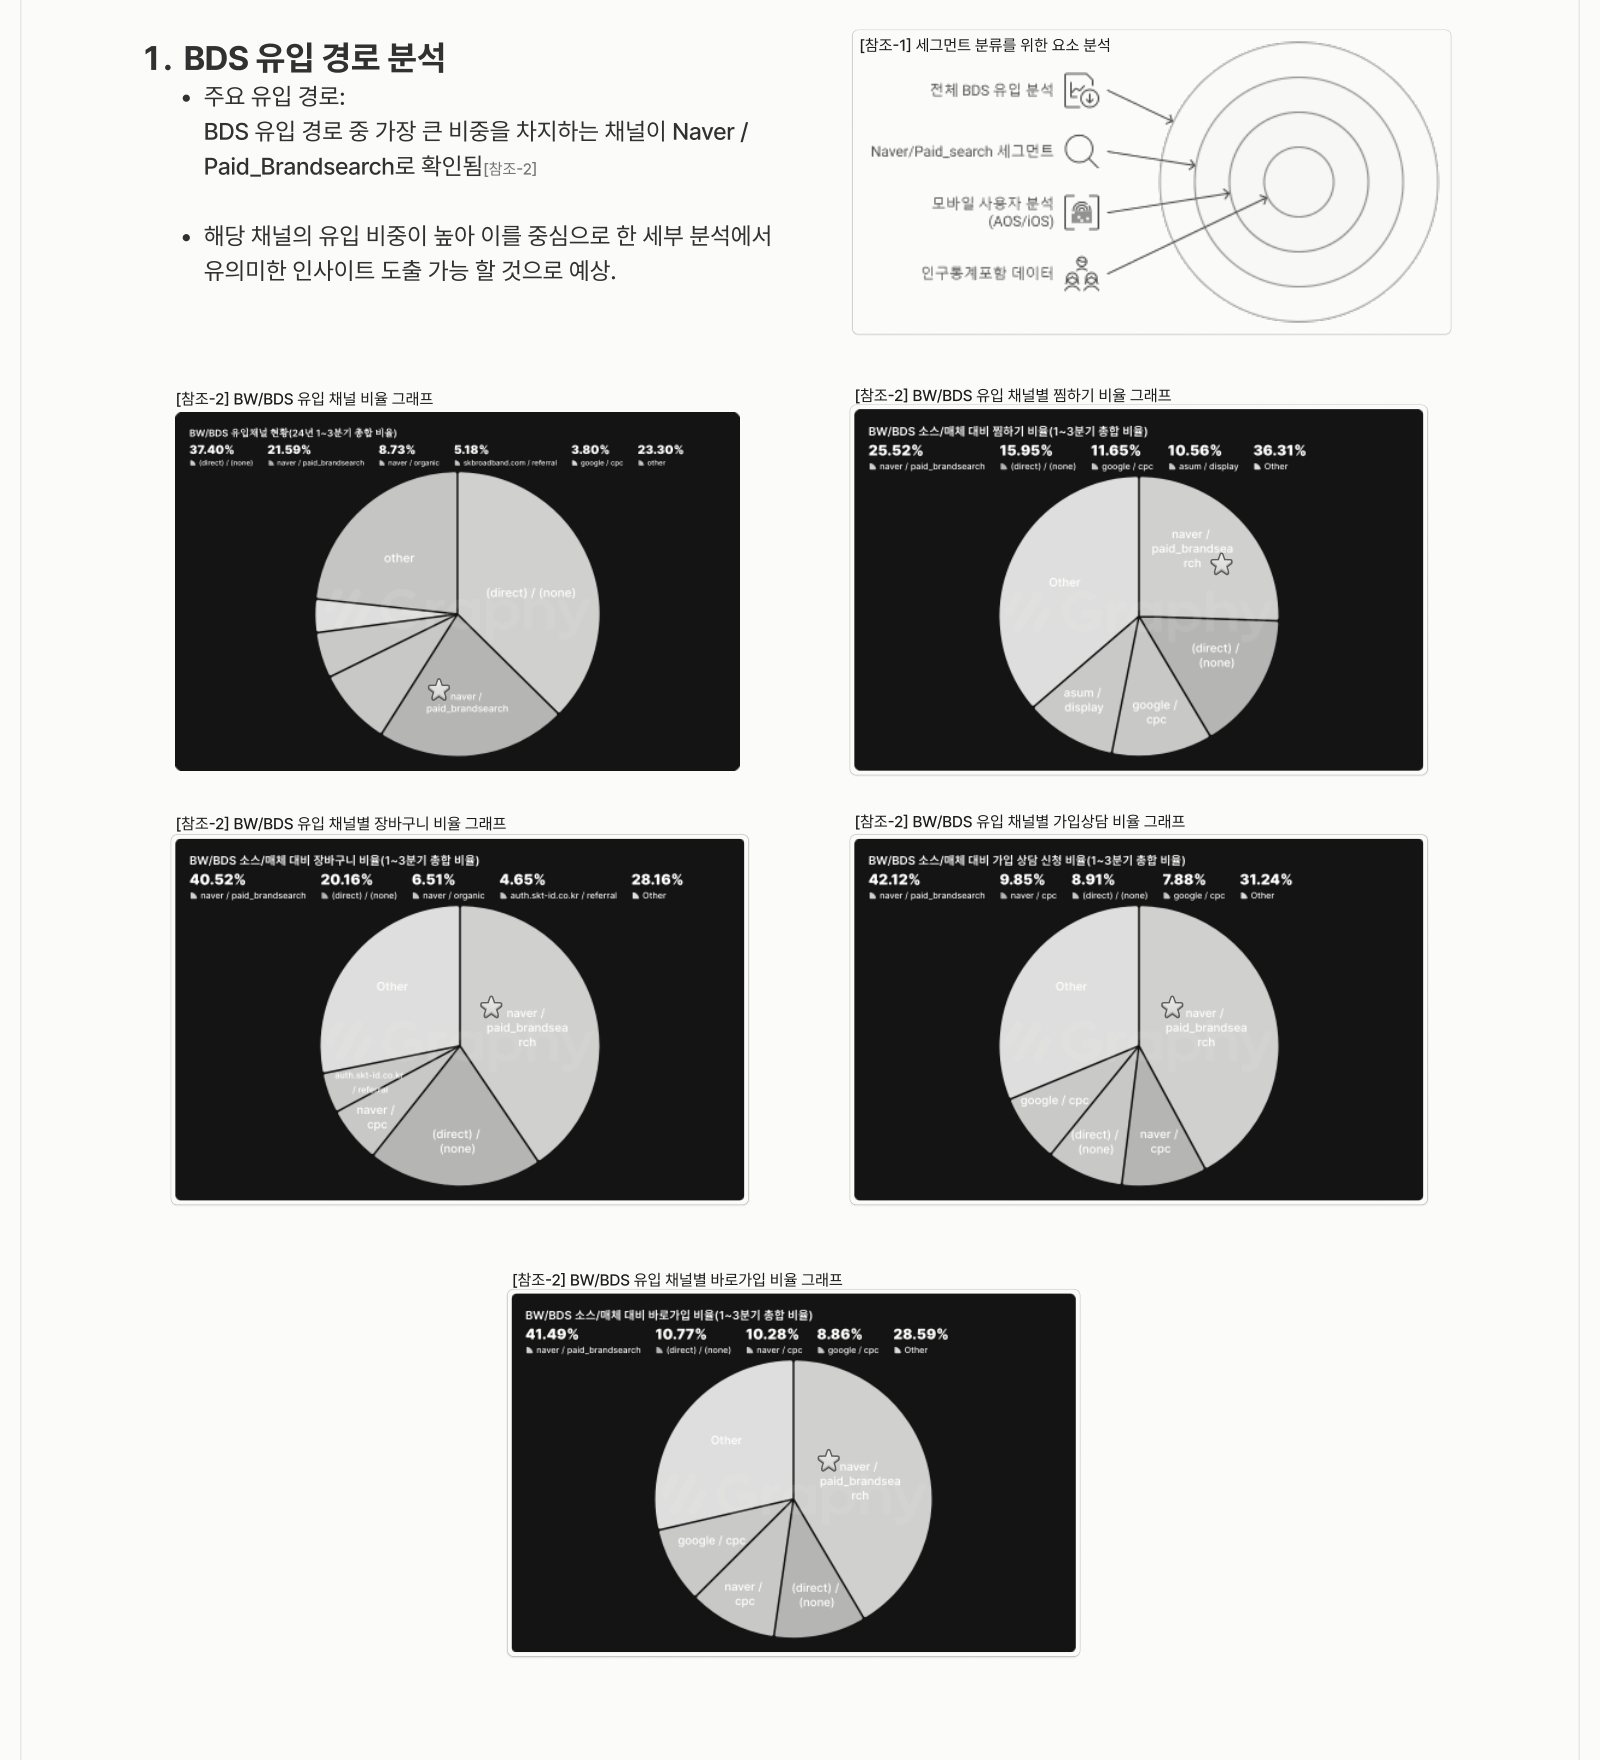 1. BDS 유입 경로 분석
• 주요 유입 경로:
BDS 유입 경로 중 가장 큰 비중을 차지하는 채널이 Naver /
Paid_Brandsearch로 확인됨[참조-2]
• 해당 채널의 유입 비중이 높아 이를 중심으로 한 세부 분석에서
유의미한 인사이트 도출 가능 할 것으로 예상.
[참조-1] 세그먼트 분류를 위한 요소 분석
전체 BDS 유입 분석
Naver/Paid_search 세그먼트
모바일 사용자 분석
(AOS/iOS)
인구통계포함 데이터
[참조-2] BW/BDS 유입 채널 비율 그래프
BW/BDS 유입채널 현황(24년 1~3분기 총합 비율)
37.40% 21.59% 8.73% 5.18% 3.80% 23.30%
(direct) / (none) naver / paid_brandsearch naver / organic skbroadband.com / referral google / cpc other
other
(direct) / (none)
naver /
paid_brandsearch
Graphy
[참조-2] BW/BDS 유입 채널별 찜하기 비율 그래프
BW/BDS 소스/매체 대비 찜하기 비율(1~3분기 총합 비율)
25.52% 15.95% 11.65% 10.56% 36.31%
naver / paid_brandsearch (direct) / (none) google / cpc asum / display Other
naver /
paid_brandsea
rch
Other
(direct) /
(none)
asum /
display
google /
cpc
Graphy
[참조-2] BW/BDS 유입 채널별 장바구니 비율 그래프
BW/BDS 소스/매체 대비 장바구니 비율(1~3분기 총합 비율)
40.52% 20.16% 6.51% 4.65% 28.16%
naver / paid_brandsearch (direct) / (none) naver / organic auth.skt-id.co.kr / referral Other
Other
naver /
paid_brandsea
rch
auth.skt-id.co.kr
/ referral
naver /
cpc
(direct) /
(none)
Graphy
[참조-2] BW/BDS 유입 채널별 가입상담 비율 그래프
BW/BDS 소스/매체 대비 가입 상담 신청 비율(1~3분기 총합 비율)
42.12% 9.85% 8.91% 7.88% 31.24%
naver / paid_brandsearch naver / cpc (direct) / (none) google / cpc Other
Other
naver /
paid_brandsea
rch
google / cpc
(direct) /
(none)
naver /
cpc
Graphy
[참조-2] BW/BDS 유입 채널별 바로가입 비율 그래프
BW/BDS 소스/매체 대비 바로가입 비율(1~3분기 총합 비율)
41.49% 10.77% 10.28% 8.86% 28.59%
naver / paid_brandsearch (direct) / (none) naver / cpc google / cpc Other
Other
naver /
paid_brandsea
rch
google / cpc
naver /
cpc
(direct) /
(none)
Graphy